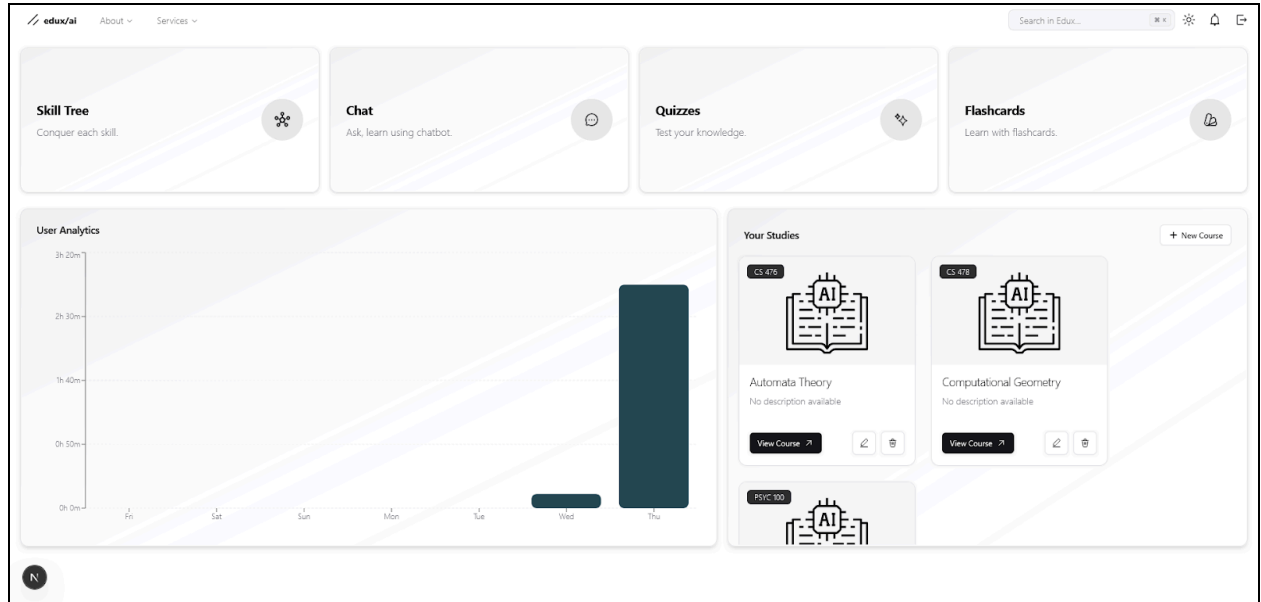 edux/ai
About
Services
Search in Edux...
⌘ K
Skill Tree
Conquer each skill.
Chat
Ask, learn using chatbot.
Quizzes
Test your knowledge.
Flashcards
Learn with flashcards.
User Analytics
3h 20m
2h 30m
1h 40m
0h 50m
0h 0m
Fri
Sat
Sun
Mon
Tue
Wed
Thu
Your Studies
+ New Course
CS 476
AI
Automata Theory
No description available
View Course
CS 478
AI
Computational Geometry
No description available
View Course
PSYC 100
AI
N